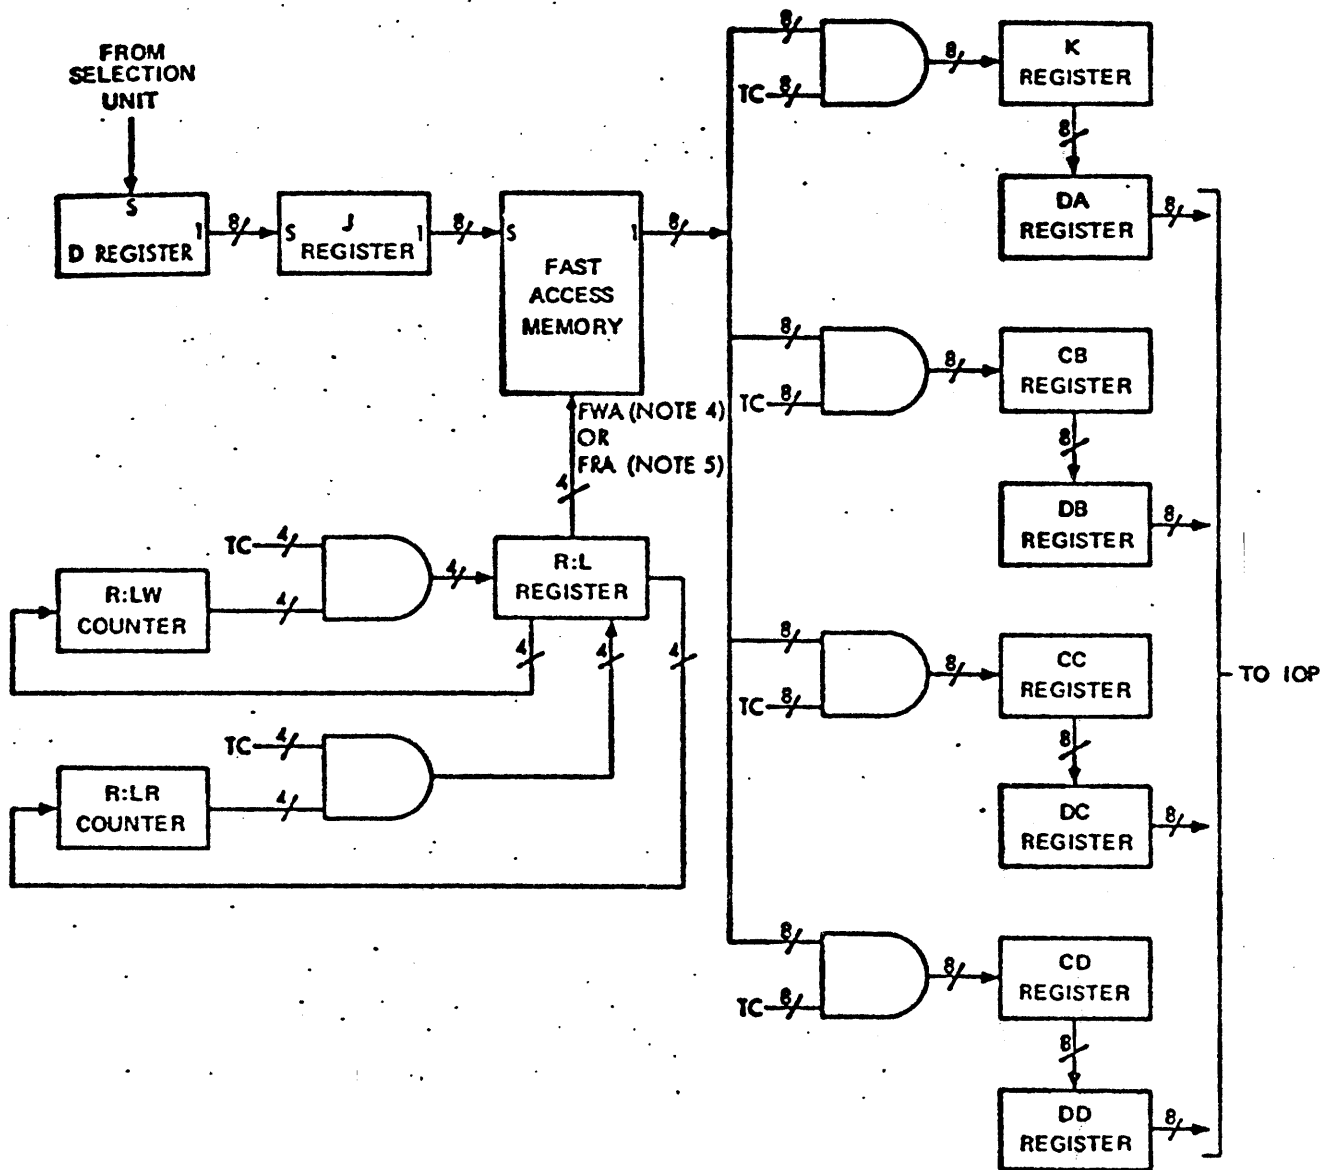 FROM
SELECTION
UNIT
S
D REGISTER
1
8
S
J
REGISTER
1
8
S
1
FAST
ACCESS
MEMORY
8
FWA (NOTE 4)
OR
FRA (NOTE 5)
4
TC
4
R:LW
COUNTER
4
4
R:L
REGISTER
4
4
4
TC
4
R:LR
COUNTER
4
8
TC
8
8
K
REGISTER
8
DA
REGISTER
8
8
TC
8
8
CB
REGISTER
8
DB
REGISTER
8
8
TC
8
8
CC
REGISTER
8
DC
REGISTER
8
8
TC
8
8
CD
REGISTER
8
DD
REGISTER
8
TO IOP